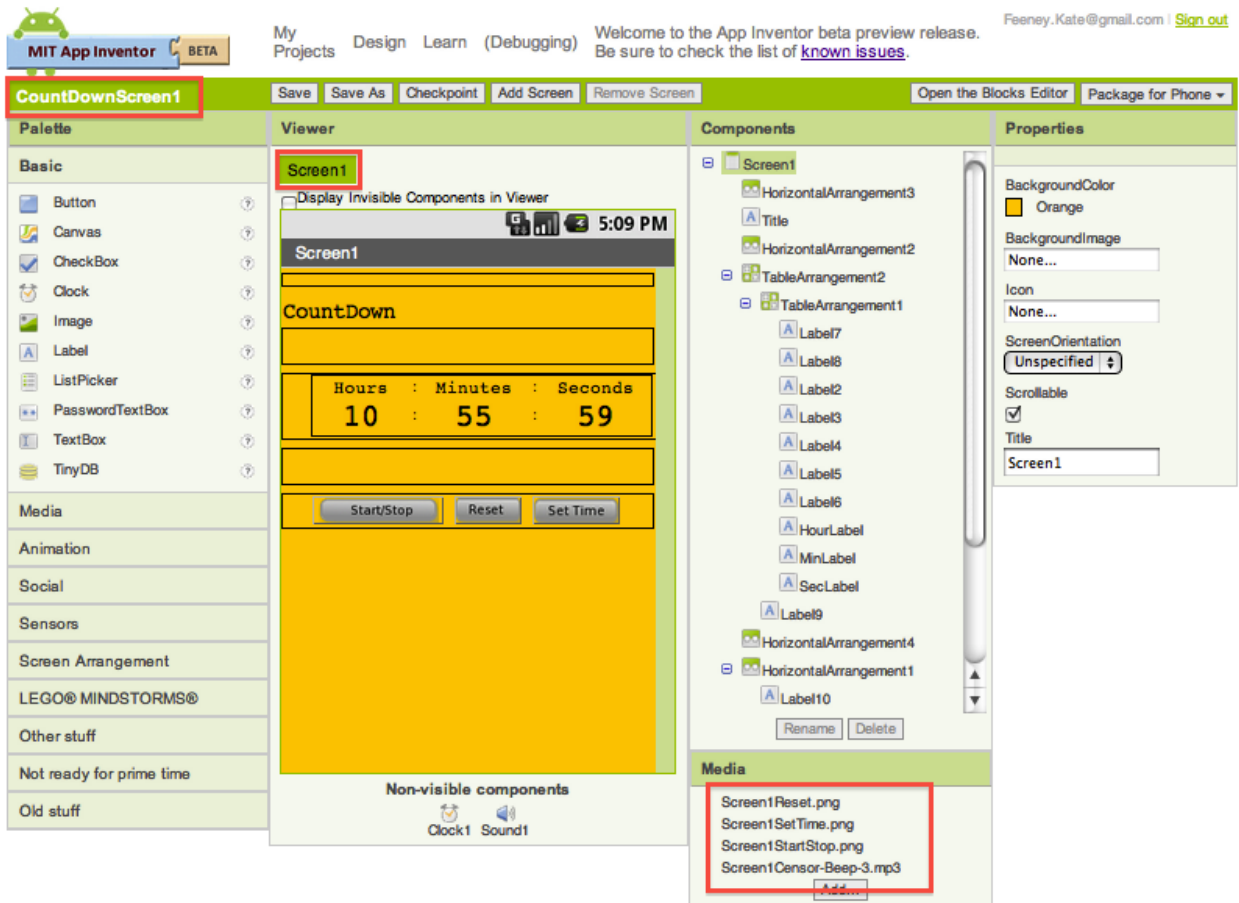 Feeney.Kate@gmail.com | Sign out
MIT App Inventor BETA
My Projects Design Learn (Debugging)
Welcome to the App Inventor beta preview release.
Be sure to check the list of known issues.
CountDownScreen1
Save Save As Checkpoint Add Screen Remove Screen Open the Blocks Editor Package for Phone
Palette
Basic
Button
Canvas
CheckBox
Clock
Image
Label
ListPicker
PasswordTextBox
TextBox
TinyDB
Media
Animation
Social
Sensors
Screen Arrangement
LEGO® MINDSTORMS®
Other stuff
Not ready for prime time
Old stuff
Viewer
Screen1
Display Invisible Components in Viewer
5:09 PM
Screen1
CountDown
Hours : Minutes : Seconds
10 : 55 : 59
Start/Stop Reset Set Time
Non-visible components
Clock1 Sound1
Components
Screen1
HorizontalArrangement3
Title
HorizontalArrangement2
TableArrangement2
TableArrangement1
Label7
Label8
Label2
Label3
Label4
Label5
Label6
HourLabel
MinLabel
SecLabel
Label9
HorizontalArrangement4
HorizontalArrangement1
Label10
Rename Delete
Media
Screen1Reset.png
Screen1SetTime.png
Screen1StartStop.png
Screen1Censor-Beep-3.mp3
Add...
Properties
BackgroundColor
Orange
BackgroundImage
None...
Icon
None...
ScreenOrientation
Unspecified
Scrollable
Title
Screen1